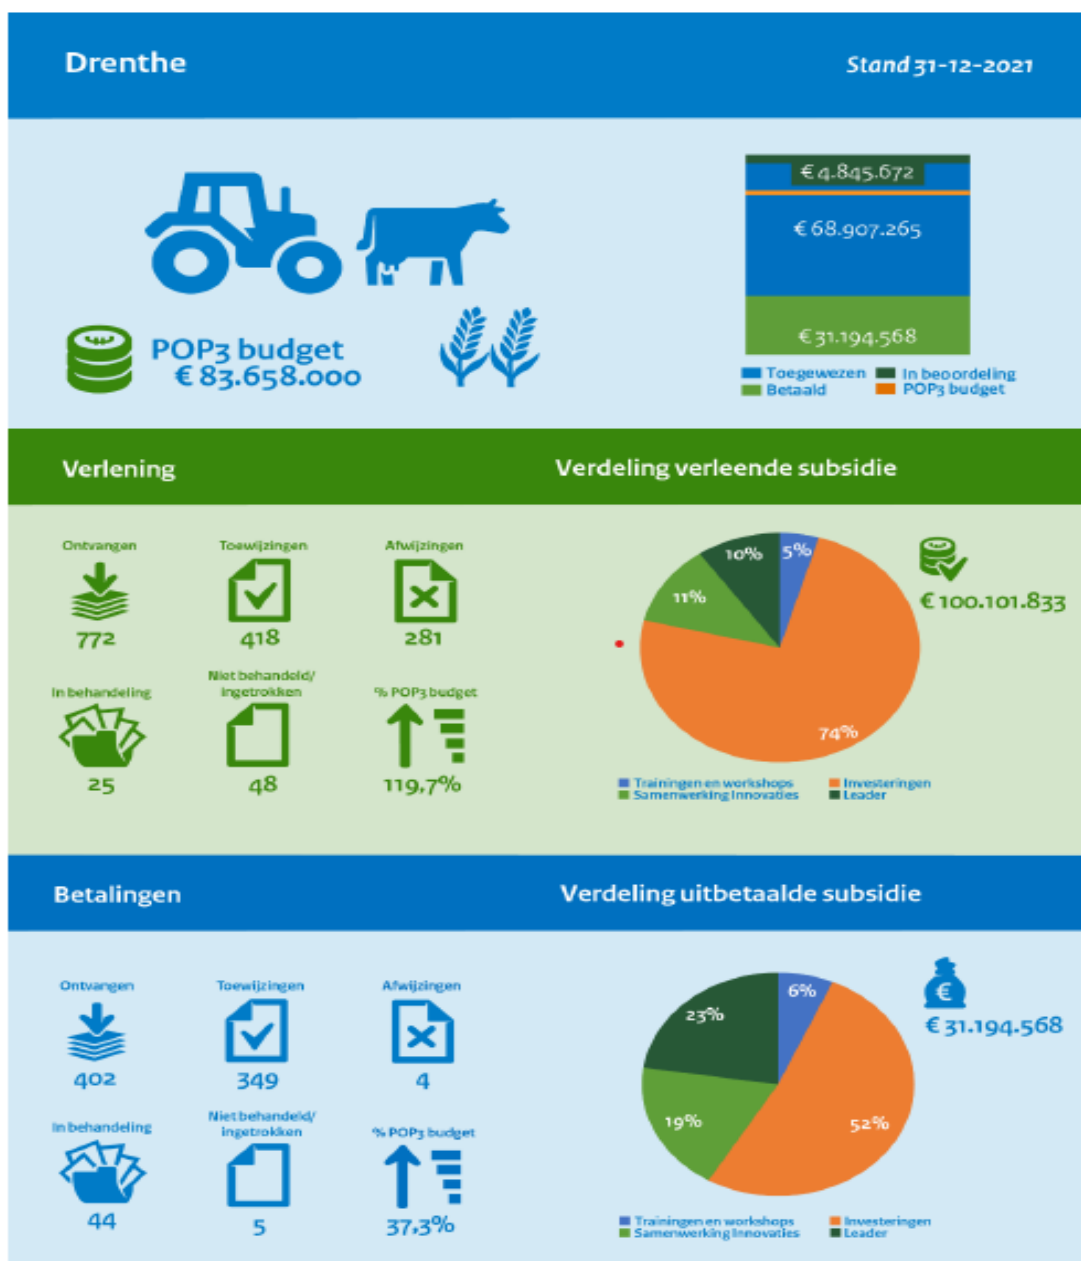 Drenthe
Stand 31-12-2021
€ 4.845.672
€ 68.907.265
€ 31.194.568
POP3 budget
€ 83.658.000
Toegewezen
In beoordeling
Betaald
POP3 budget
Verlening
Verdeling verleende subsidie
Ontvangen
Toewijzingen
Afwijzingen
772
418
281
In behandeling
Niet behandeld/
ingetrokken
% POP3 budget
25
48
119,7%
10%
5%
11%
74%
€ 100.101.833
Trainingen en workshops
Investeringen
Samenwerking Innovaties
Leader
Betalingen
Verdeling uitbetaalde subsidie
Ontvangen
Toewijzingen
Afwijzingen
402
349
4
In behandeling
Niet behandeld/
ingetrokken
% POP3 budget
44
5
37,3%
6%
23%
19%
52%
€
€ 31.194.568
Trainingen en workshops
Investeringen
Samenwerking Innovaties
Leader